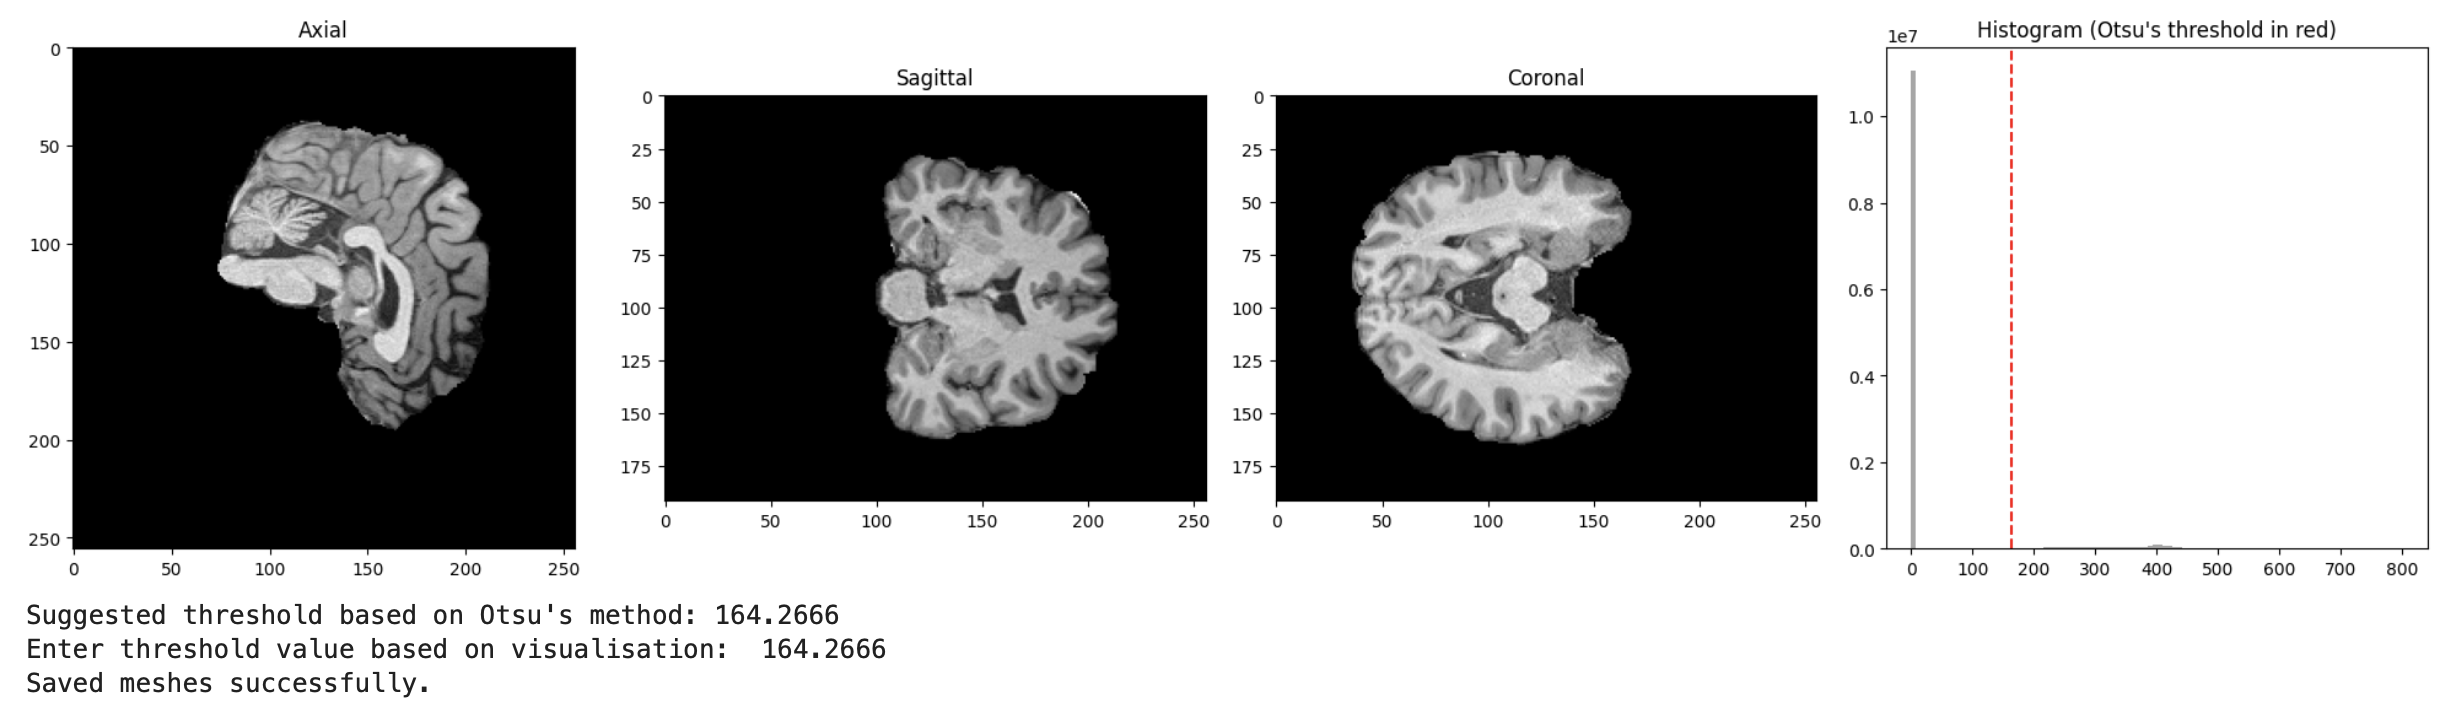 Axial
0
50
100
150
200
250
0 50 100 150 200 250
Sagittal
0
25
50
75
100
125
150
175
0 50 100 150 200 250
Coronal
0
25
50
75
100
125
150
175
0 50 100 150 200 250
Histogram (Otsu's threshold in red)
1e7
1.0
0.8
0.6
0.4
0.2
0.0
0 100 200 300 400 500 600 700 800
Suggested threshold based on Otsu's method: 164.2666
Enter threshold value based on visualisation:  164.2666
Saved meshes successfully.